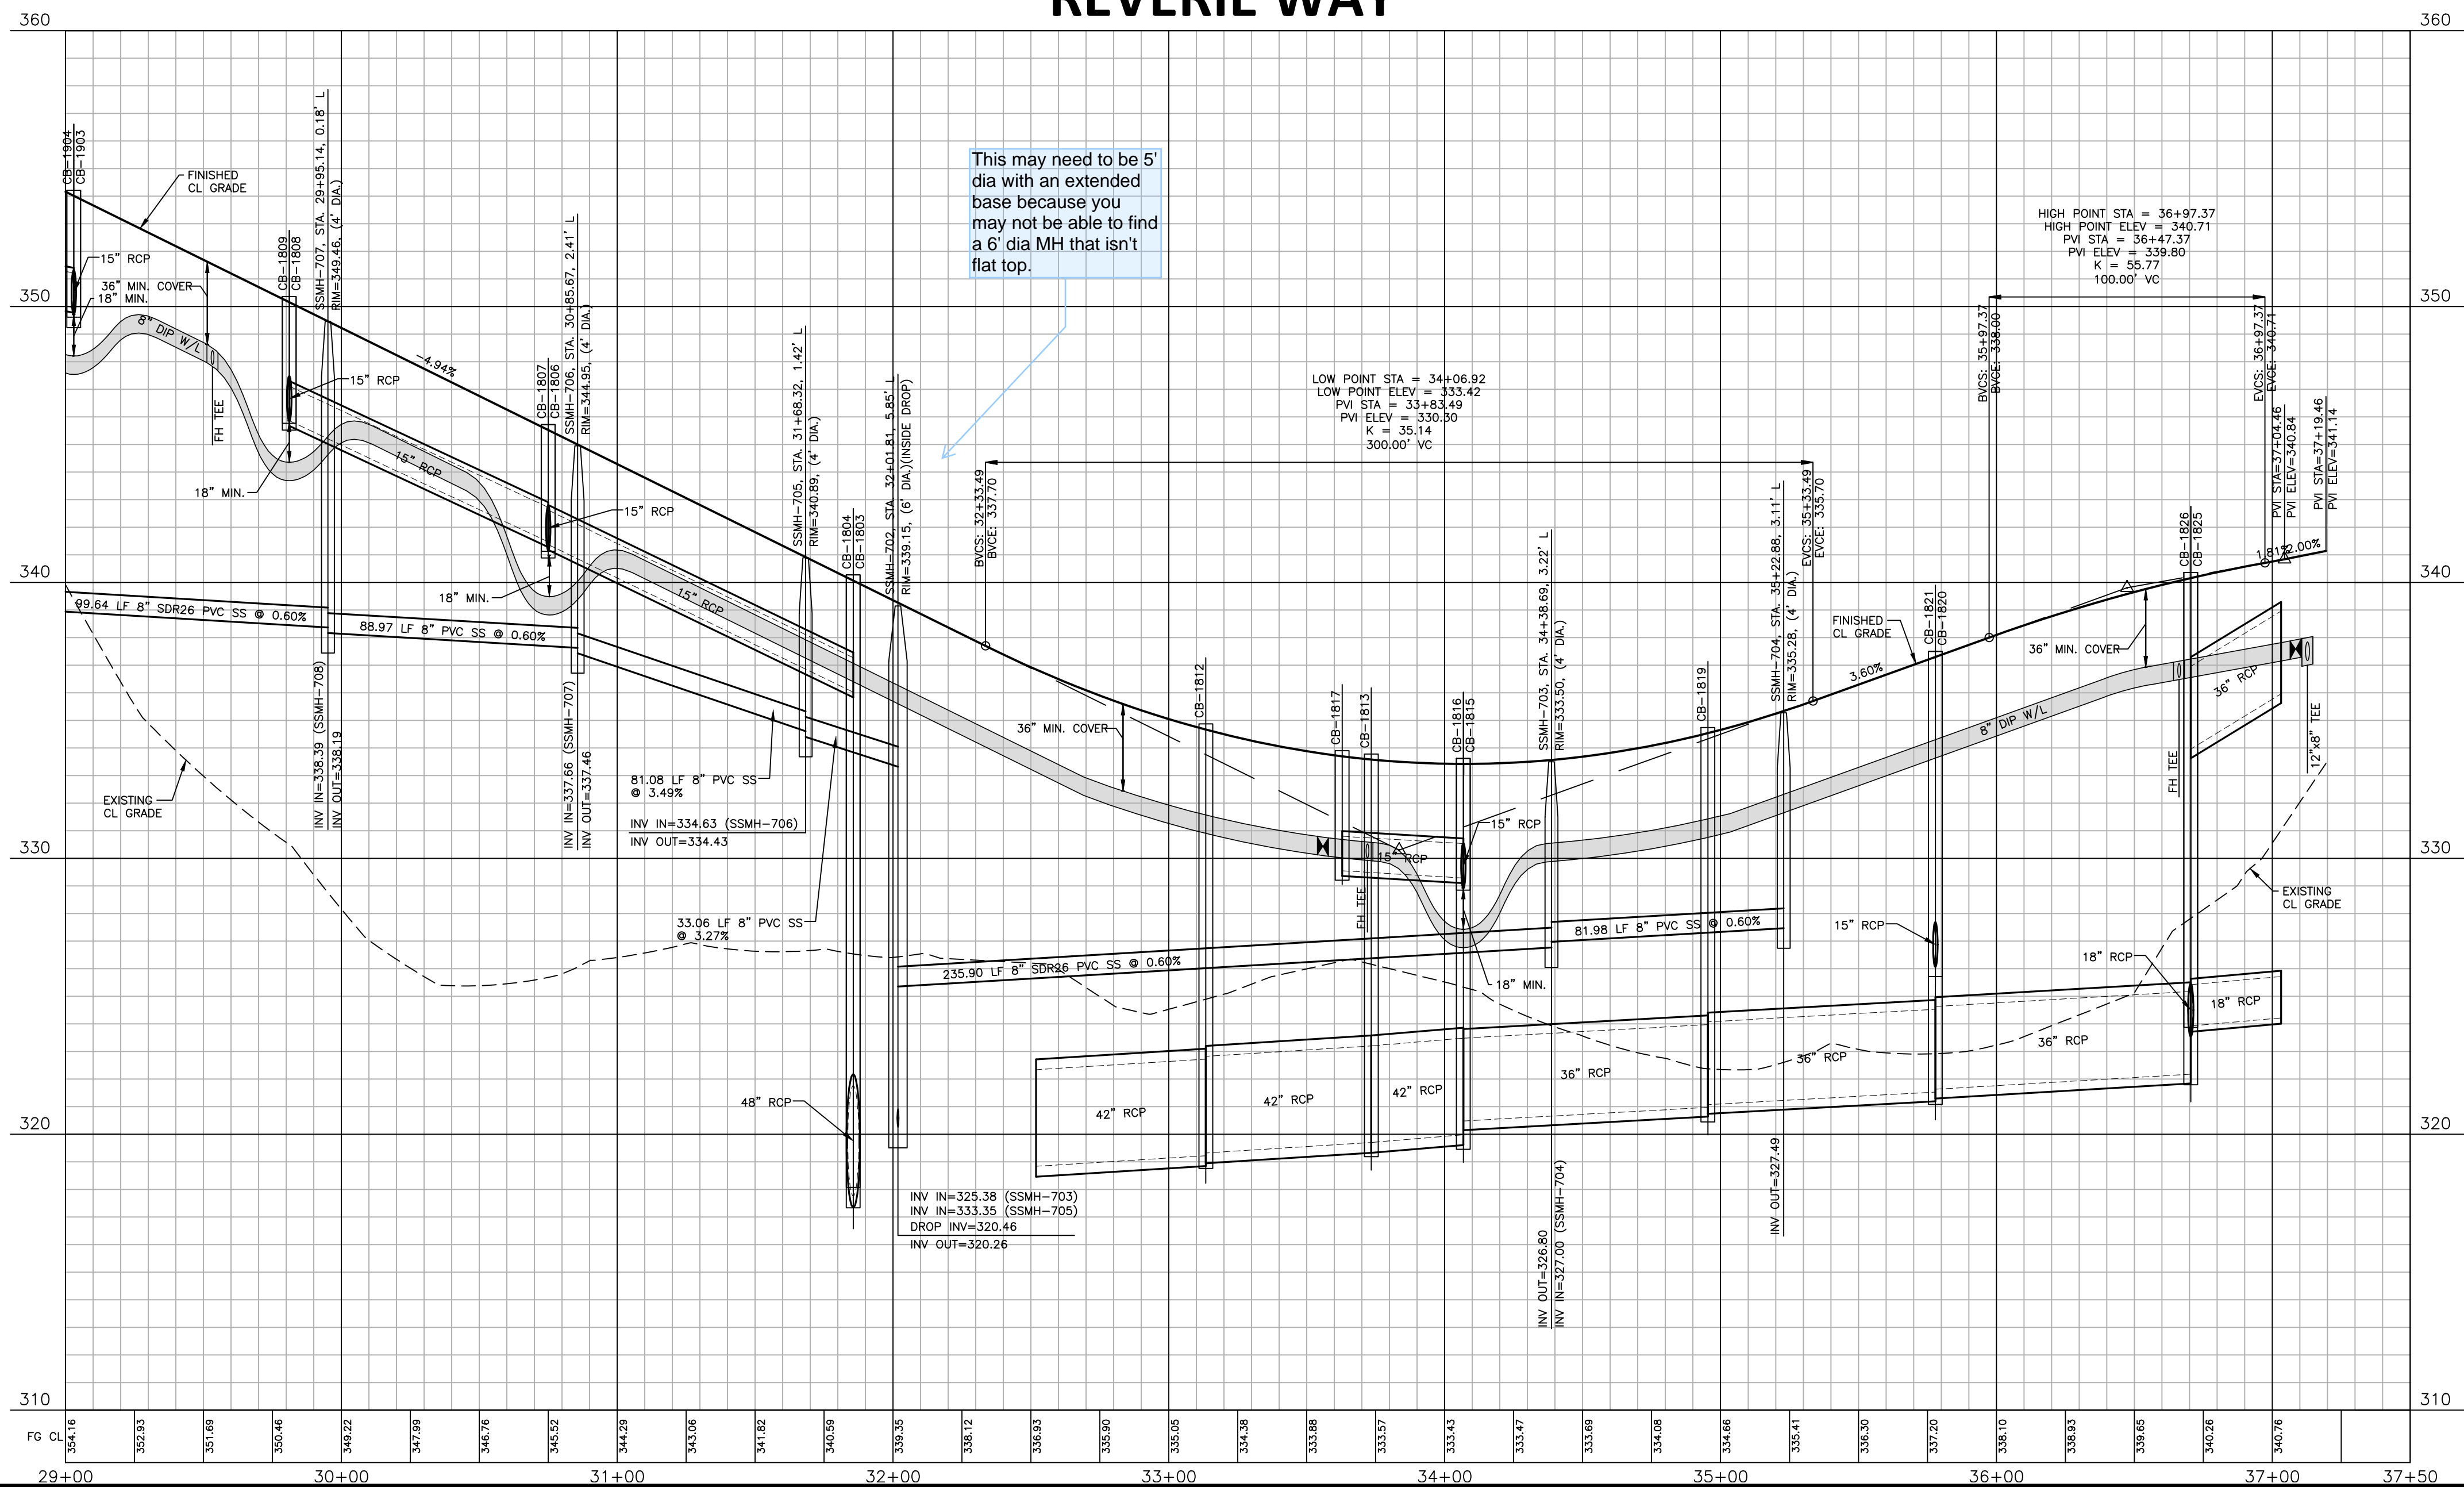 REVERIE WAY
360
360
350
350
340
340
330
330
320
320
310
310
CB-1904
CB-1903
FINISHED
CL GRADE
15" RCP
36" MIN. COVER
18" MIN.
8" DIP W/L
FH TEE
CB-1809
CB-1808
SSMH-707, STA. 29+95.14, 0.18' L
RIM=349.46, (4' DIA.)
15" RCP
18" MIN.
15" RCP
-4.94%
CB-1807
CB-1806
SSMH-706, STA. 30+85.67, 2.41' L
RIM=344.95, (4' DIA.)
15" RCP
18" MIN.
15" RCP
SSMH-705, STA. 31+68.32, 1.42' L
RIM=340.89, (4' DIA.)
CB-1804
CB-1803
SSMH-702, STA. 32+01.81, 5.85' L
RIM=339.15, (6' DIA.)(INSIDE DROP)
This may need to be 5'
dia with an extended
base because you
may not be able to find
a 6' dia MH that isn't
flat top.
BVCS: 32+33.49
BVCE: 337.70
LOW POINT STA = 34+06.92
LOW POINT ELEV = 333.42
PVI STA = 33+83.49
PVI ELEV = 330.30
K = 35.14
300.00' VC
EVCS: 35+33.49
EVCE: 335.70
HIGH POINT STA = 36+97.37
HIGH POINT ELEV = 340.71
PVI STA = 36+47.37
PVI ELEV = 339.80
K = 55.77
100.00' VC
BVCS: 35+97.37
BVCE: 338.00
EVCS: 36+97.37
EVCE: 340.71
PVI STA=37+04.46
PVI ELEV=340.84
PVI STA=37+19.46
PVI ELEV=341.14
1.81%
2.00%
99.64 LF 8" SDR26 PVC SS @ 0.60%
88.97 LF 8" PVC SS @ 0.60%
INV IN=338.39 (SSMH-708)
INV OUT=338.19
INV IN=337.66 (SSMH-707)
INV OUT=337.46
EXISTING
CL GRADE
81.08 LF 8" PVC SS
@ 3.49%
INV IN=334.63 (SSMH-706)
INV OUT=334.43
33.06 LF 8" PVC SS
@ 3.27%
48" RCP
235.90 LF 8" SDR26 PVC SS @ 0.60%
INV IN=325.38 (SSMH-703)
INV IN=333.35 (SSMH-705)
DROP INV=320.46
INV OUT=320.26
36" MIN. COVER
CB-1812
CB-1817
CB-1813
CB-1816
CB-1815
15" RCP
15" RCP
FH TEE
18" MIN.
SSMH-703, STA. 34+38.69, 3.22' L
RIM=333.50, (4' DIA.)
81.98 LF 8" PVC SS @ 0.60%
INV OUT=326.80
INV IN=327.00 (SSMH-704)
CB-1819
SSMH-704, STA. 35+22.88, 3.11' L
RIM=335.28, (4' DIA.)
INV OUT=327.49
FINISHED
CL GRADE
3.60%
CB-1821
CB-1820
15" RCP
8" DIP W/L
36" MIN. COVER
CB-1826
CB-1825
FH TEE
36" RCP
12"x8" TEE
EXISTING
CL GRADE
18" RCP
18" RCP
42" RCP
42" RCP
42" RCP
36" RCP
36" RCP
36" RCP
FG CL
354.16
352.93
351.69
350.46
349.22
347.99
346.76
345.52
344.29
343.06
341.82
340.59
339.35
338.12
336.93
335.90
335.05
334.38
333.88
333.57
333.43
333.47
333.69
334.08
334.66
335.41
336.30
337.20
338.10
338.93
339.65
340.26
340.76
29+00
30+00
31+00
32+00
33+00
34+00
35+00
36+00
37+00
37+50